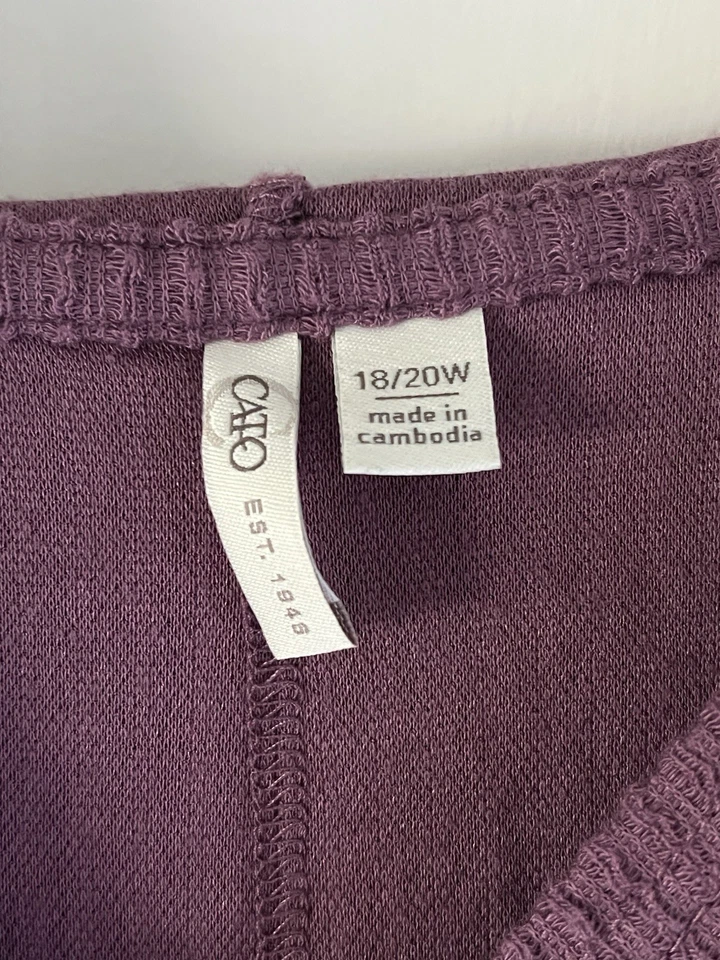 CATO
EST. 1946
18/20W
made in
cambodia